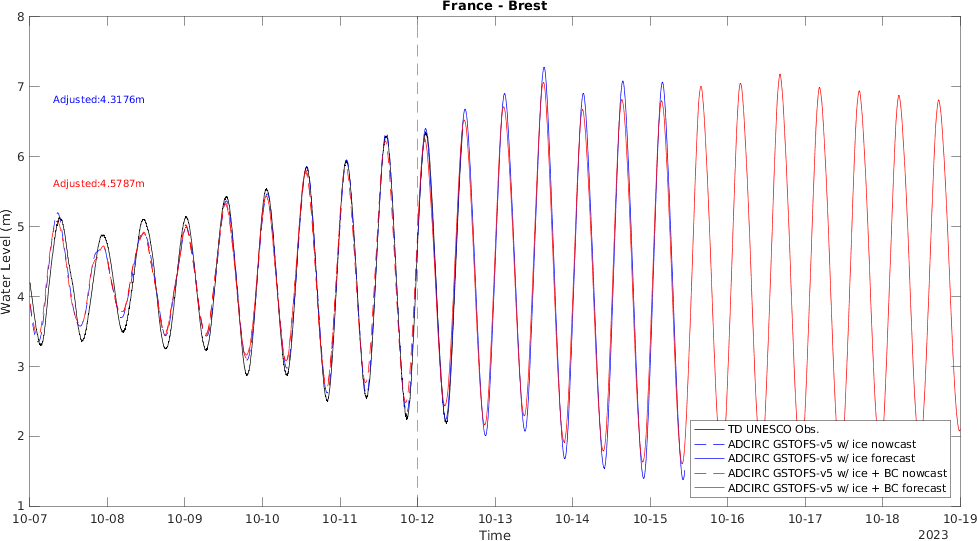 France - Brest
8
7
6
5
4
3
2
1
Water Level (m)
Adjusted:4.3176m
Adjusted:4.5787m
TD UNESCO Obs.
ADCIRC GSTOFS-v5 w/ ice nowcast
ADCIRC GSTOFS-v5 w/ ice forecast
ADCIRC GSTOFS-v5 w/ ice + BC nowcast
ADCIRC GSTOFS-v5 w/ ice + BC forecast
10-07 10-08 10-09 10-10 10-11 10-12 10-13 10-14 10-15 10-16 10-17 10-18 10-19
Time
2023